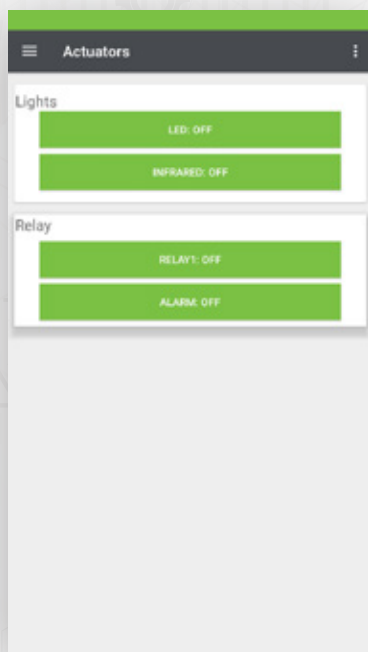 Actuators
Lights
LED: OFF
INFRARED: OFF
Relay
RELAY1: OFF
ALARM: OFF